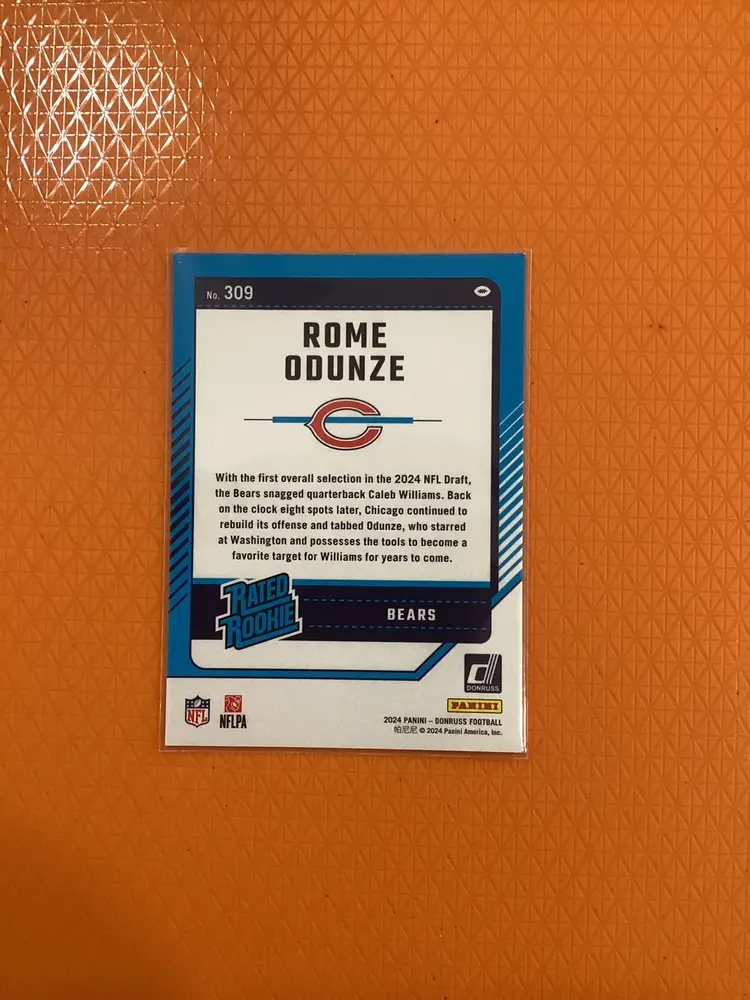 No. 309
ROME
ODUNZE
With the first overall selection in the 2024 NFL Draft,
the Bears snagged quarterback Caleb Williams. Back
on the clock eight spots later, Chicago continued to
rebuild its offense and tabbed Odunze, who starred
at Washington and possesses the tools to become a
favorite target for Williams for years to come.
RATED
ROOKIE
BEARS
DONRUSS
PANINI
NFL
NFLPA
2024 PANINI – DONRUSS FOOTBALL
帕尼尼 © 2024 Panini America, Inc.